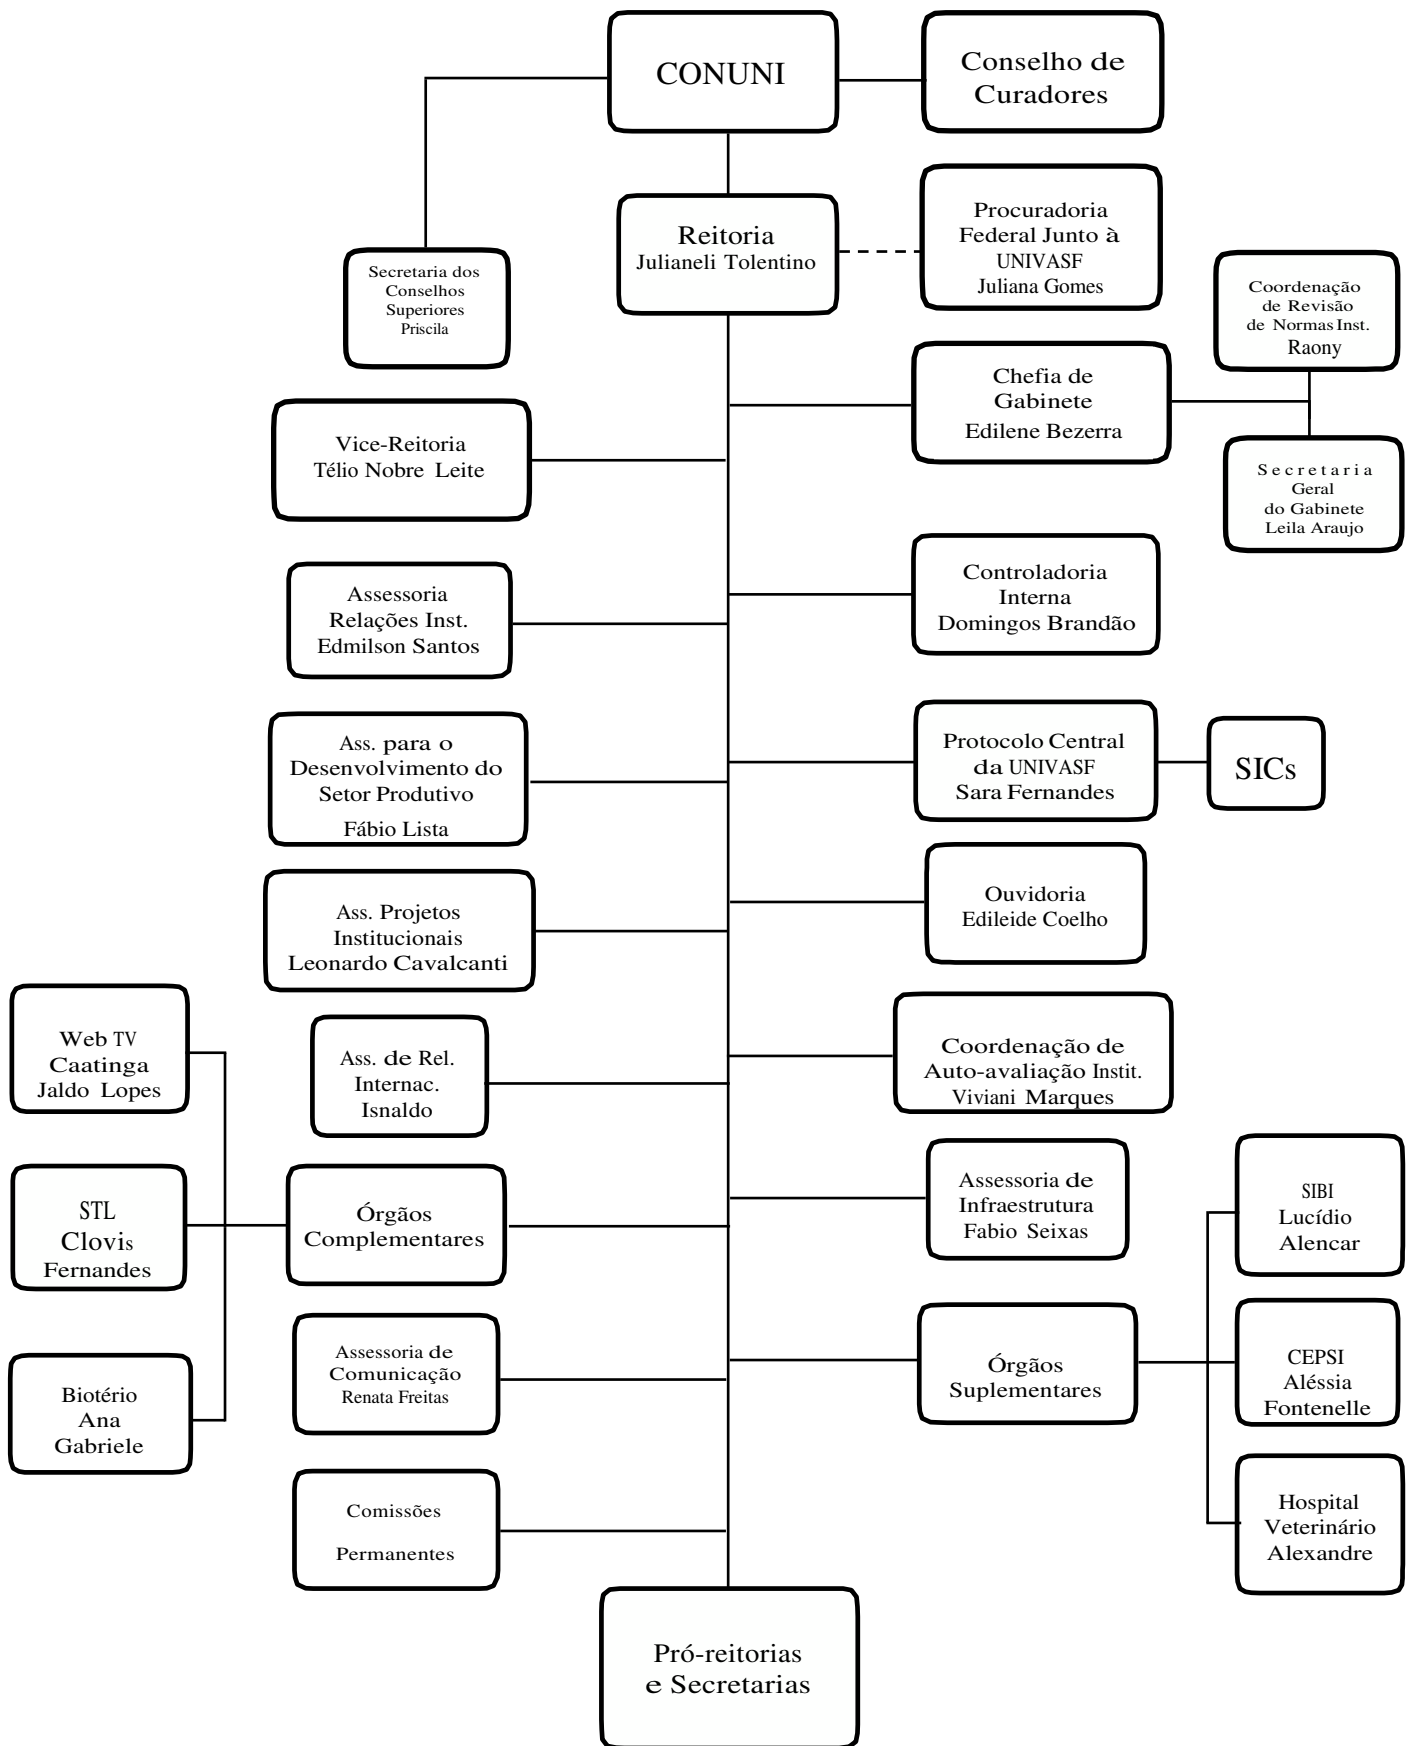 CONUNI
Conselho de
Curadores
Reitoria
Julianeli Tolentino
Procuradoria
Federal Junto à
UNIVASF
Juliana Gomes
Secretaria dos
Conselhos
Superiores
Priscila
Coordenação
de Revisão
de Normas Inst.
Raony
Chefia de
Gabinete
Edilene Bezerra
Vice-Reitoria
Télio Nobre Leite
Secretaria
Geral
do Gabinete
Leila Araujo
Assessoria
Relações Inst.
Edmilson Santos
Controladoria
Interna
Domingos Brandão
Ass. para o
Desenvolvimento do
Setor Produtivo
Fábio Lista
Protocolo Central
da UNIVASF
Sara Fernandes
SICs
Ass. Projetos
Institucionais
Leonardo Cavalcanti
Ouvidoria
Edileide Coelho
Web TV
Caatinga
Jaldo Lopes
Ass. de Rel.
Internac.
Isnaldo
Coordenação de
Auto-avaliação Instit.
Viviani Marques
STL
Clovis
Fernandes
Órgãos
Complementares
Assessoria de
Infraestrutura
Fabio Seixas
SIBI
Lucídio
Alencar
Biotério
Ana
Gabriele
Assessoria de
Comunicação
Renata Freitas
Órgãos
Suplementares
CEPSI
Aléssia
Fontenelle
Comissões
Permanentes
Hospital
Veterinário
Alexandre
Pró-reitorias
e Secretarias